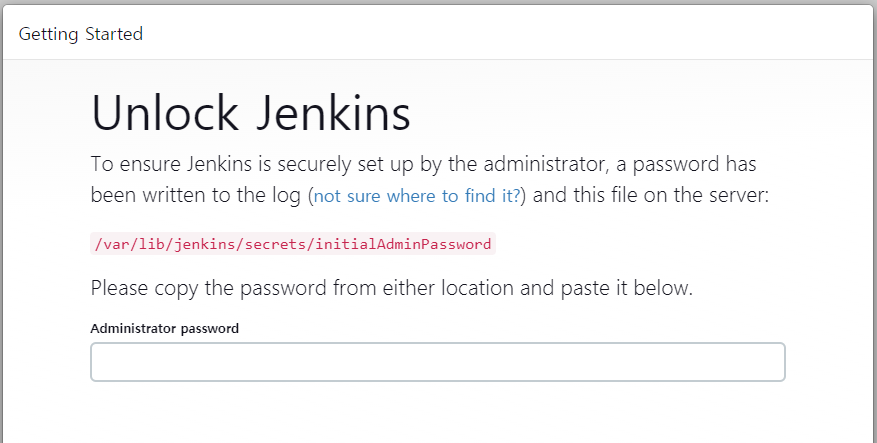 Getting Started
Unlock Jenkins
To ensure Jenkins is securely set up by the administrator, a password has
been written to the log (not sure where to find it?) and this file on the server:
/var/lib/jenkins/secrets/initialAdminPassword
Please copy the password from either location and paste it below.
Administrator password